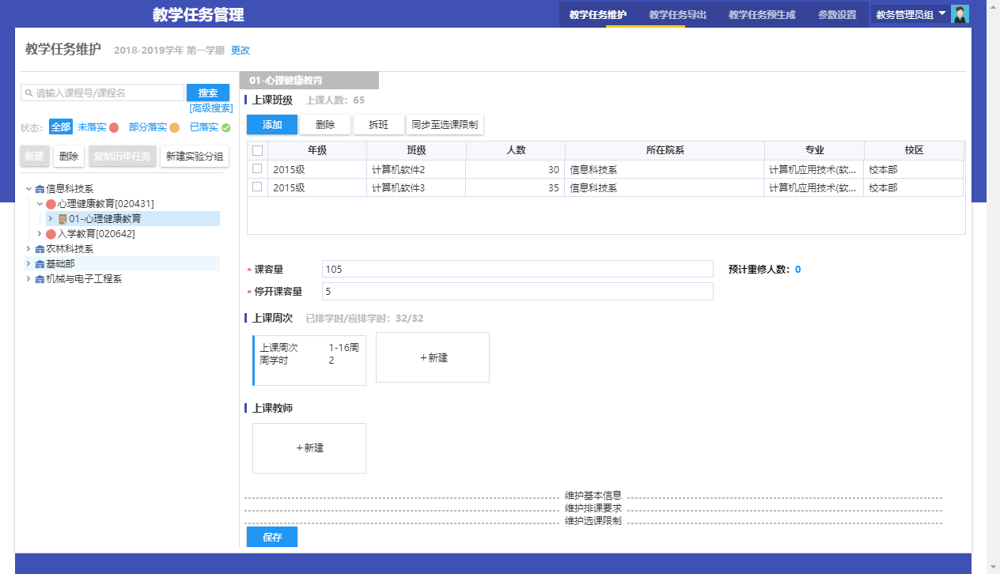 教学任务管理
教学任务维护 教学任务导出 教学任务预生成 参数设置 教务管理员组
教学任务维护 2018-2019学年 第一学期 更改
请输入课程号/课程名 搜索
[高级搜索]
状态： 全部 未落实 部分落实 已落实
新建 删除 复制历年任务 新建实验分组
信息科技系
心理健康教育[020431]
01-心理健康教育
入学教育[020642]
农林科技系
基础部
机械与电子工程系
01-心理健康教育
上课班级 上课人数：65
添加 删除 拆班 同步至选课限制
年级 班级 人数 所在院系 专业 校区
2015级 计算机软件2 30 信息科技系 计算机应用技术(软... 校本部
2015级 计算机软件3 35 信息科技系 计算机应用技术(软... 校本部
* 课容量 105 预计重修人数：0
* 停开课容量 5
上课周次 已排学时/应排学时：32/32
上课周次 1-16周
周学时 2
+新建
上课教师
+新建
维护基本信息
维护排课要求
维护选课限制
保存